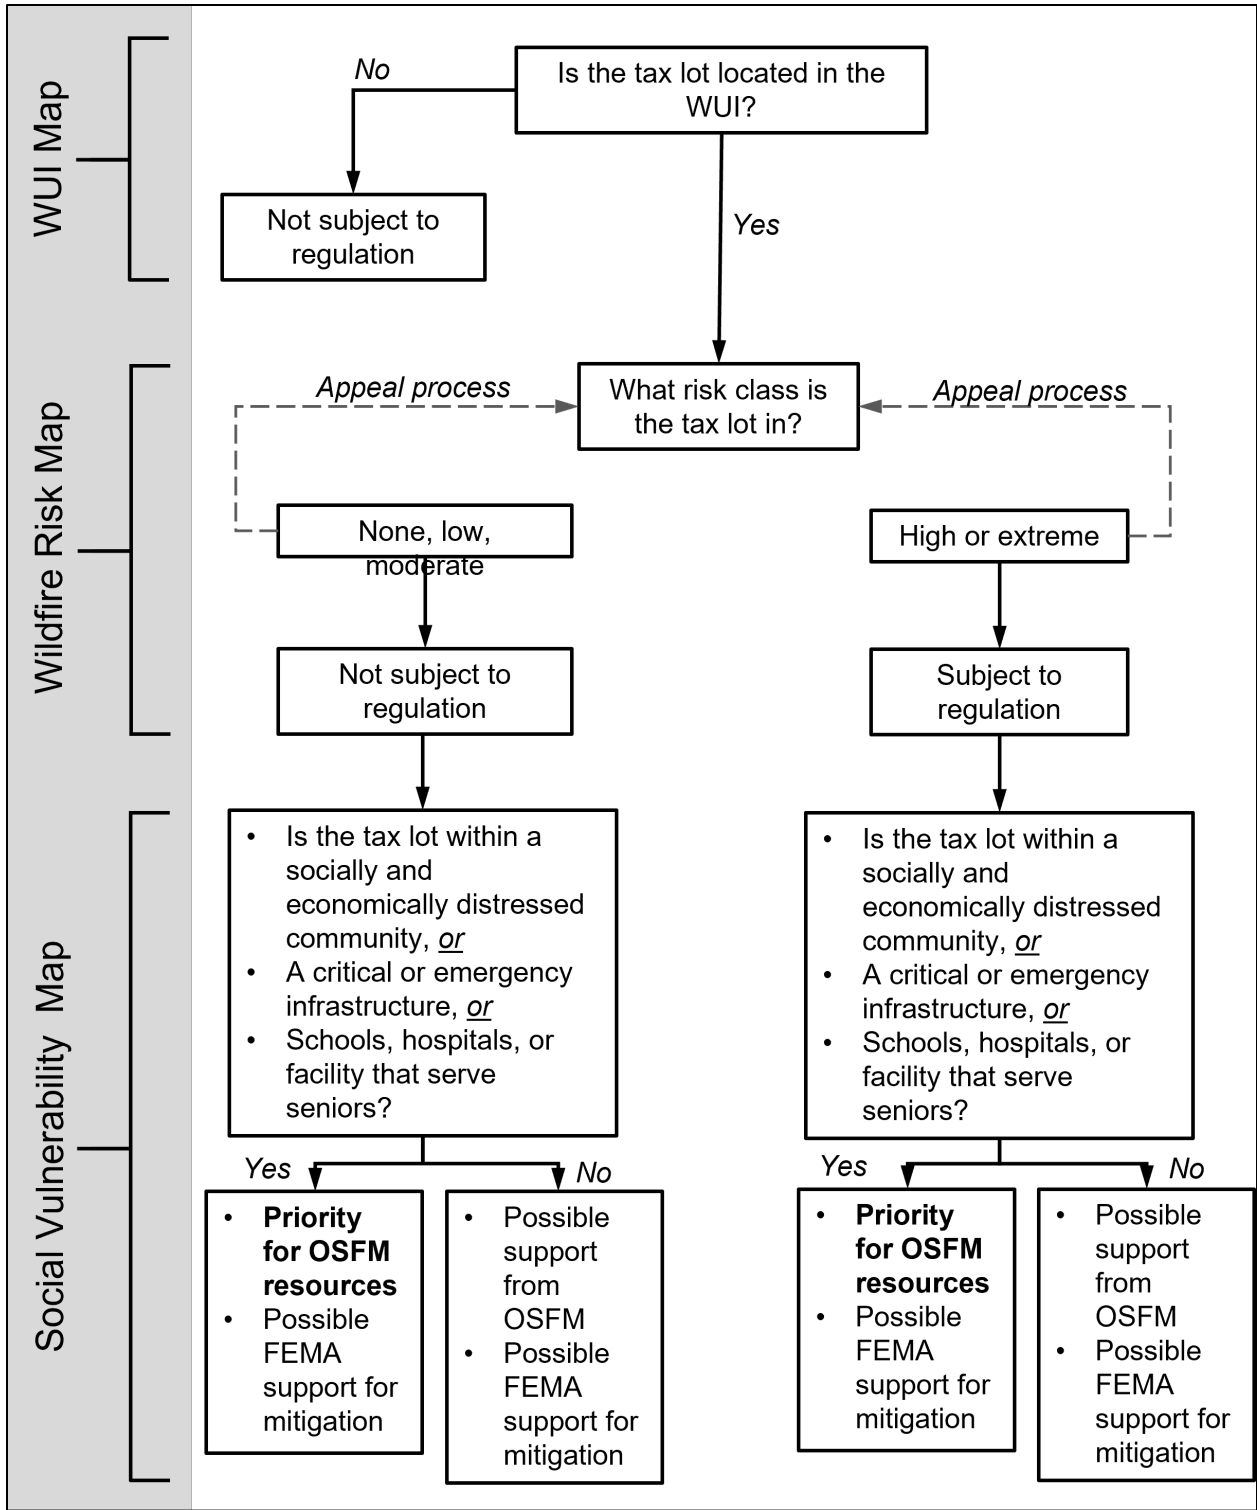 WUI Map
No
Is the tax lot located in the
WUI?
Not subject to
regulation
Yes
Wildfire Risk Map
Appeal process
What risk class is
the tax lot in?
Appeal process
None, low,
moderate
High or extreme
Not subject to
regulation
Subject to
regulation
Social Vulnerability Map
• Is the tax lot within a
socially and
economically distressed
community, or
• A critical or emergency
infrastructure, or
• Schools, hospitals, or
facility that serve
seniors?
• Is the tax lot within a
socially and
economically distressed
community, or
• A critical or emergency
infrastructure, or
• Schools, hospitals, or
facility that serve
seniors?
Yes
No
Yes
No
• Priority
for OSFM
resources
• Possible
FEMA
support for
mitigation
• Possible
support
from
OSFM
• Possible
FEMA
support for
mitigation
• Priority
for OSFM
resources
• Possible
FEMA
support for
mitigation
• Possible
support
from
OSFM
• Possible
FEMA
support for
mitigation